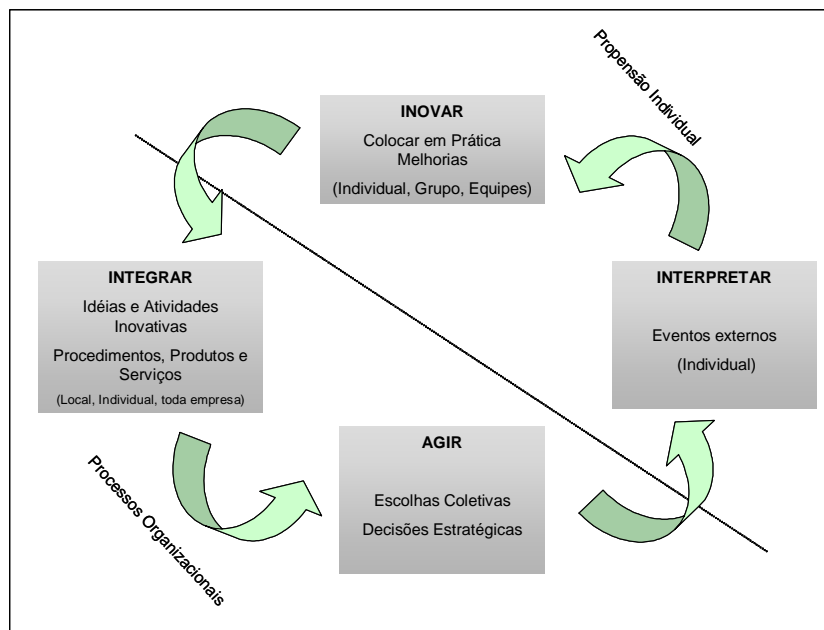 Propensão Individual
INOVAR
Colocar em Prática
Melhorias
(Individual, Grupo, Equipes)
INTEGRAR
Idéias e Atividades
Inovativas
Procedimentos, Produtos e
Serviços
(Local, Individual, toda empresa)
INTERPRETAR
Eventos externos
(Individual)
AGIR
Escolhas Coletivas
Decisões Estratégicas
Processos Organizacionais